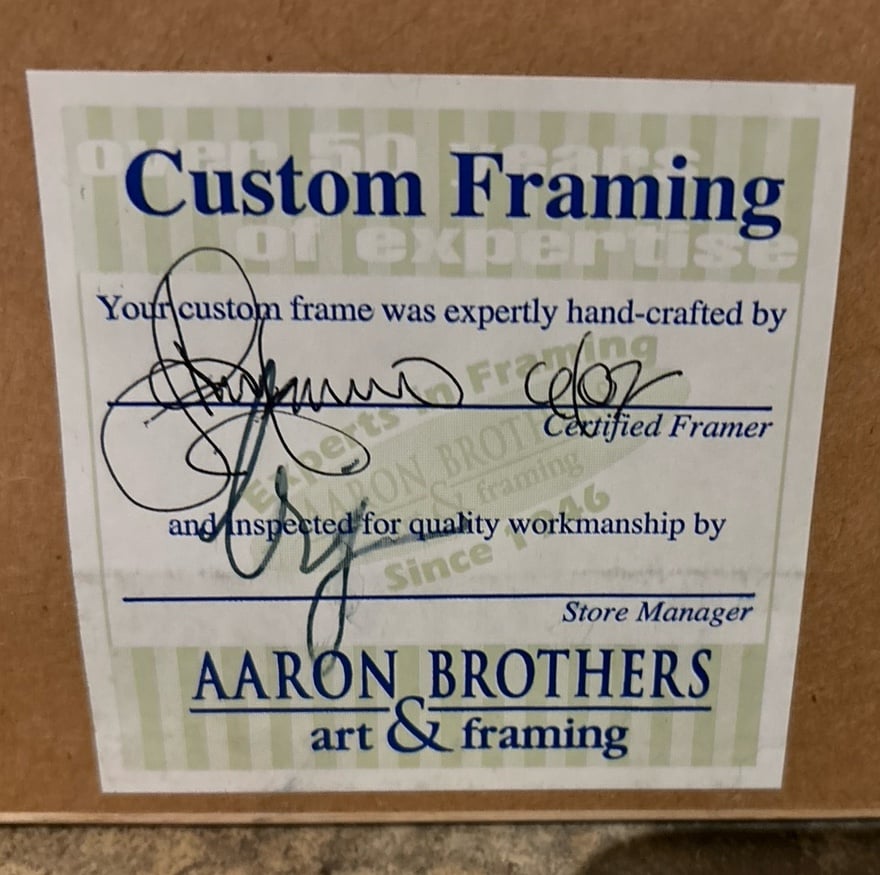 over 50 years
Custom Framing
of expertise
Your custom frame was expertly hand-crafted by
Certified Framer
Experts in Framing
AARON BROTHERS
& framing
Since 1946
and inspected for quality workmanship by
Store Manager
AARON BROTHERS
art & framing